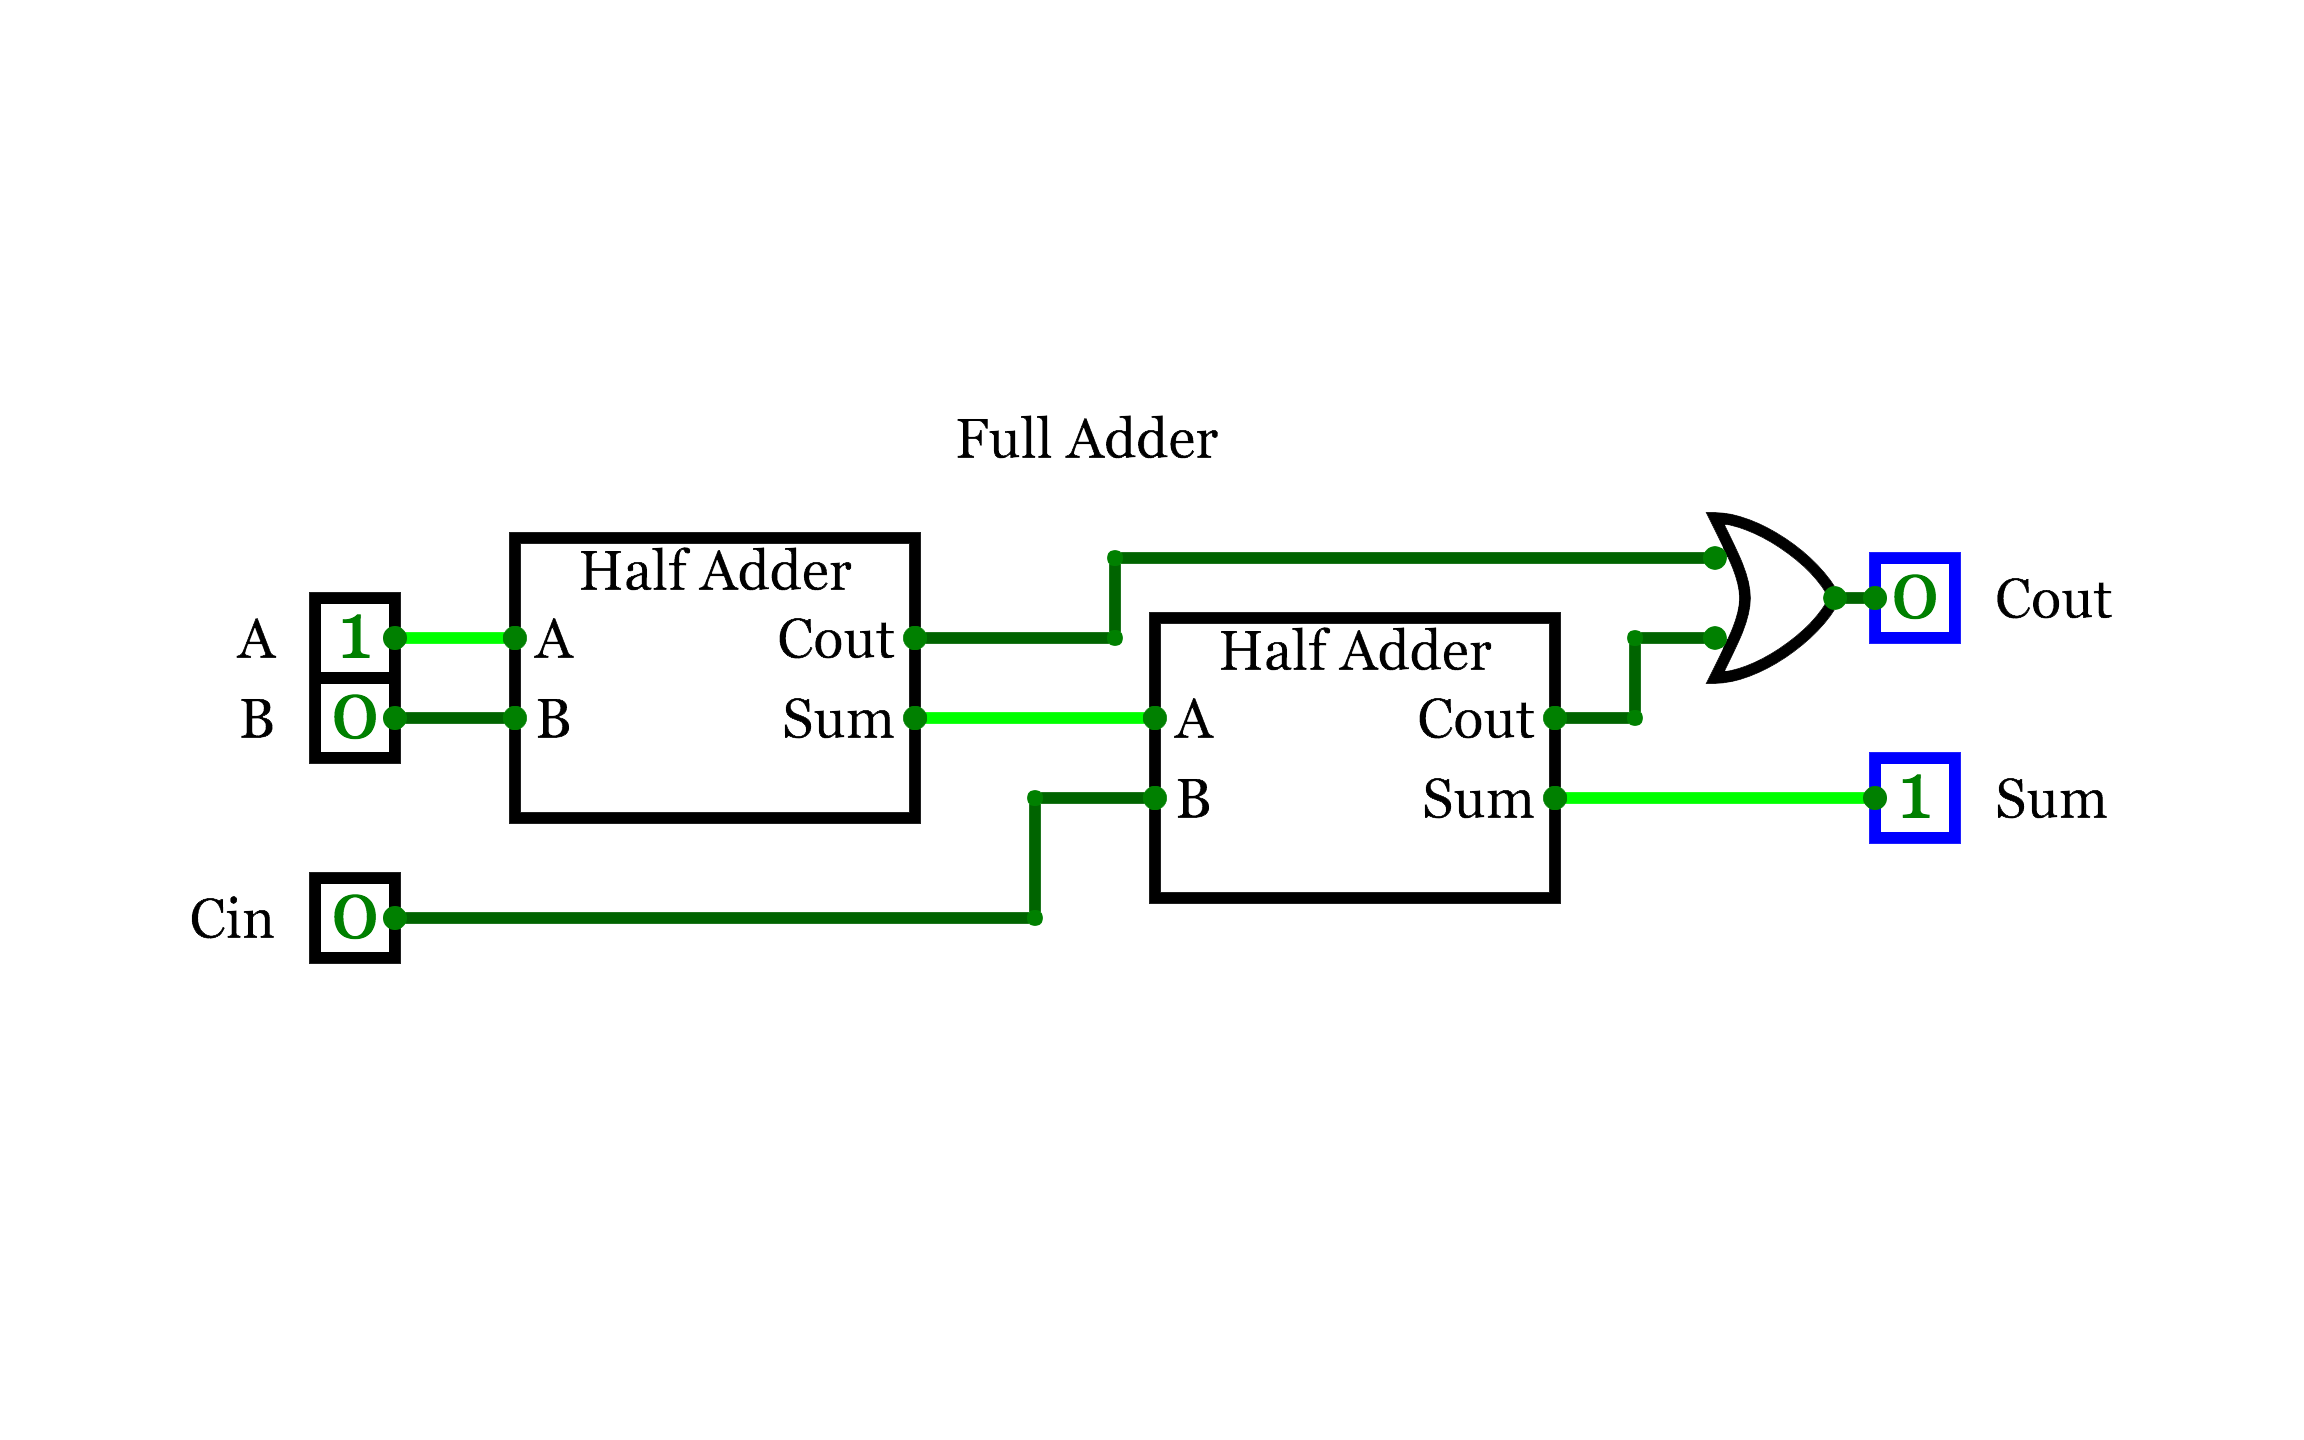 Full Adder
Half Adder
A 1 A Cout
B 0 B Sum
Half Adder
A Cout
B Sum
0 Cout
1 Sum
Cin 0